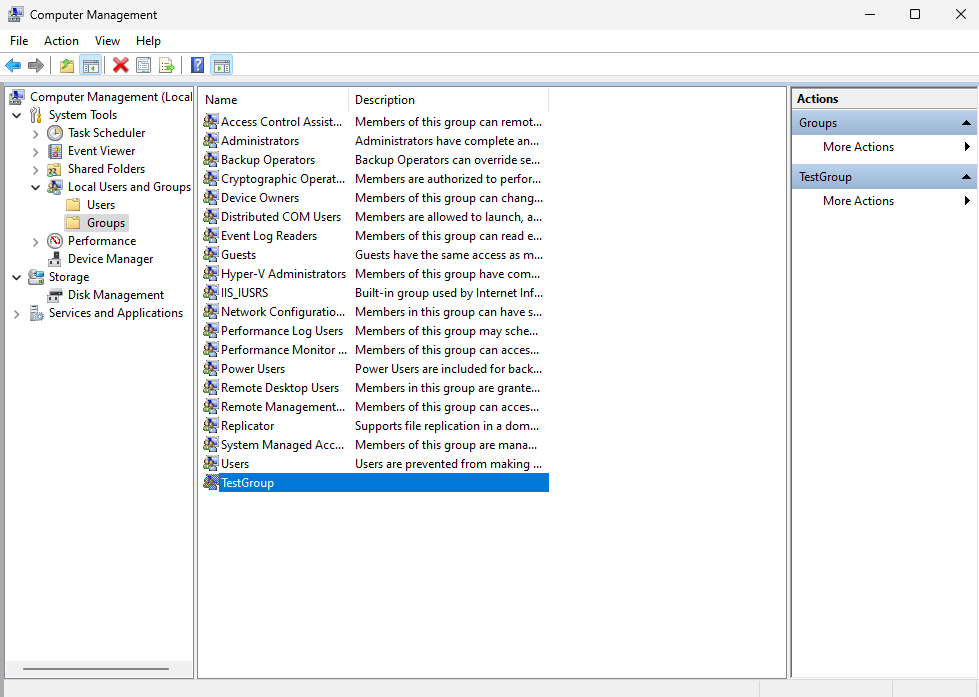 Computer Management
File Action View Help
Computer Management (Local
System Tools
Task Scheduler
Event Viewer
Shared Folders
Local Users and Groups
Users
Groups
Performance
Device Manager
Storage
Disk Management
Services and Applications
Name Description
Access Control Assist... Members of this group can remot...
Administrators Administrators have complete an...
Backup Operators Backup Operators can override se...
Cryptographic Operat... Members are authorized to perfor...
Device Owners Members of this group can chang...
Distributed COM Users Members are allowed to launch, a...
Event Log Readers Members of this group can read e...
Guests Guests have the same access as m...
Hyper-V Administrators Members of this group have com...
IIS_IUSRS Built-in group used by Internet Inf...
Network Configuratio... Members in this group can have s...
Performance Log Users Members of this group may sche...
Performance Monitor ... Members of this group can acces...
Power Users Power Users are included for back...
Remote Desktop Users Members in this group are grante...
Remote Management... Members of this group can acces...
Replicator Supports file replication in a dom...
System Managed Acc... Members of this group are mana...
Users Users are prevented from making ...
TestGroup
Actions
Groups
More Actions
TestGroup
More Actions